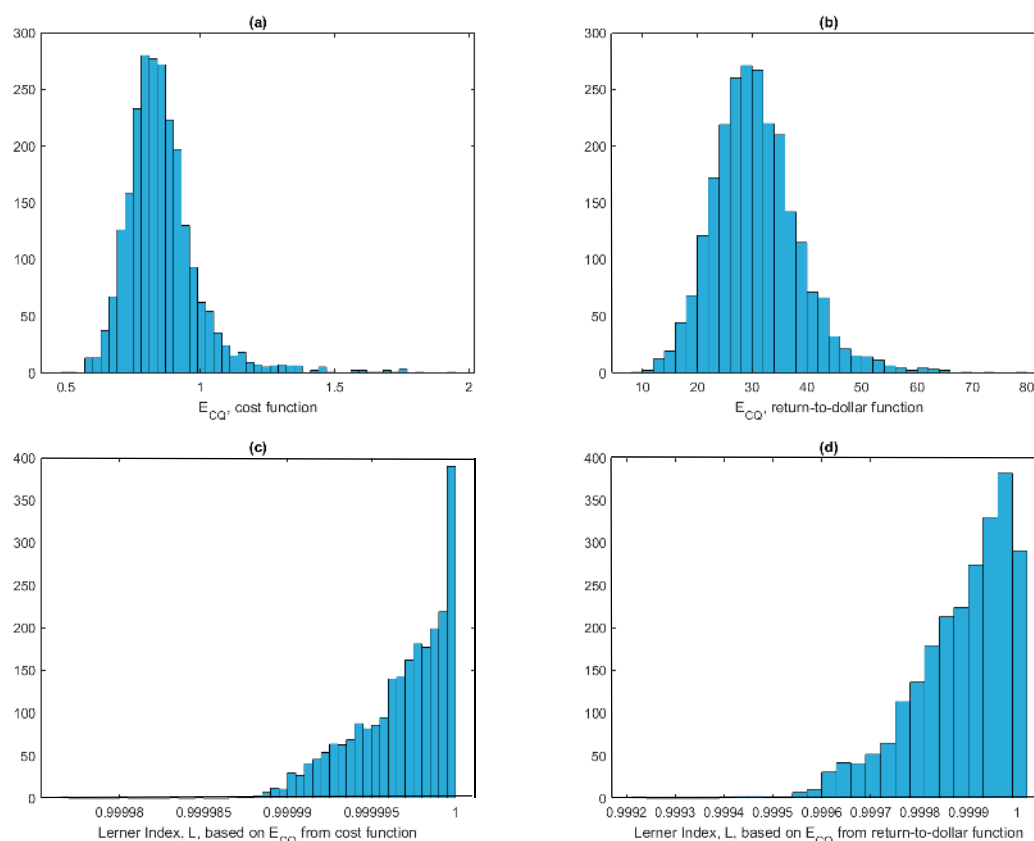 (a)
300
250
200
150
100
50
0
0.5 1 1.5 2
E_CQ, cost function
(b)
300
250
200
150
100
50
0
10 20 30 40 50 60 70 80
E_CQ, return-to-dollar function
(c)
400
350
300
250
200
150
100
50
0
0.99998 0.999985 0.99999 0.999995 1
Lerner Index, L, based on E_CQ from cost function
(d)
400
350
300
250
200
150
100
50
0
0.9992 0.9993 0.9994 0.9995 0.9996 0.9997 0.9998 0.9999 1
Lerner Index, L, based on E_CQ from return-to-dollar function